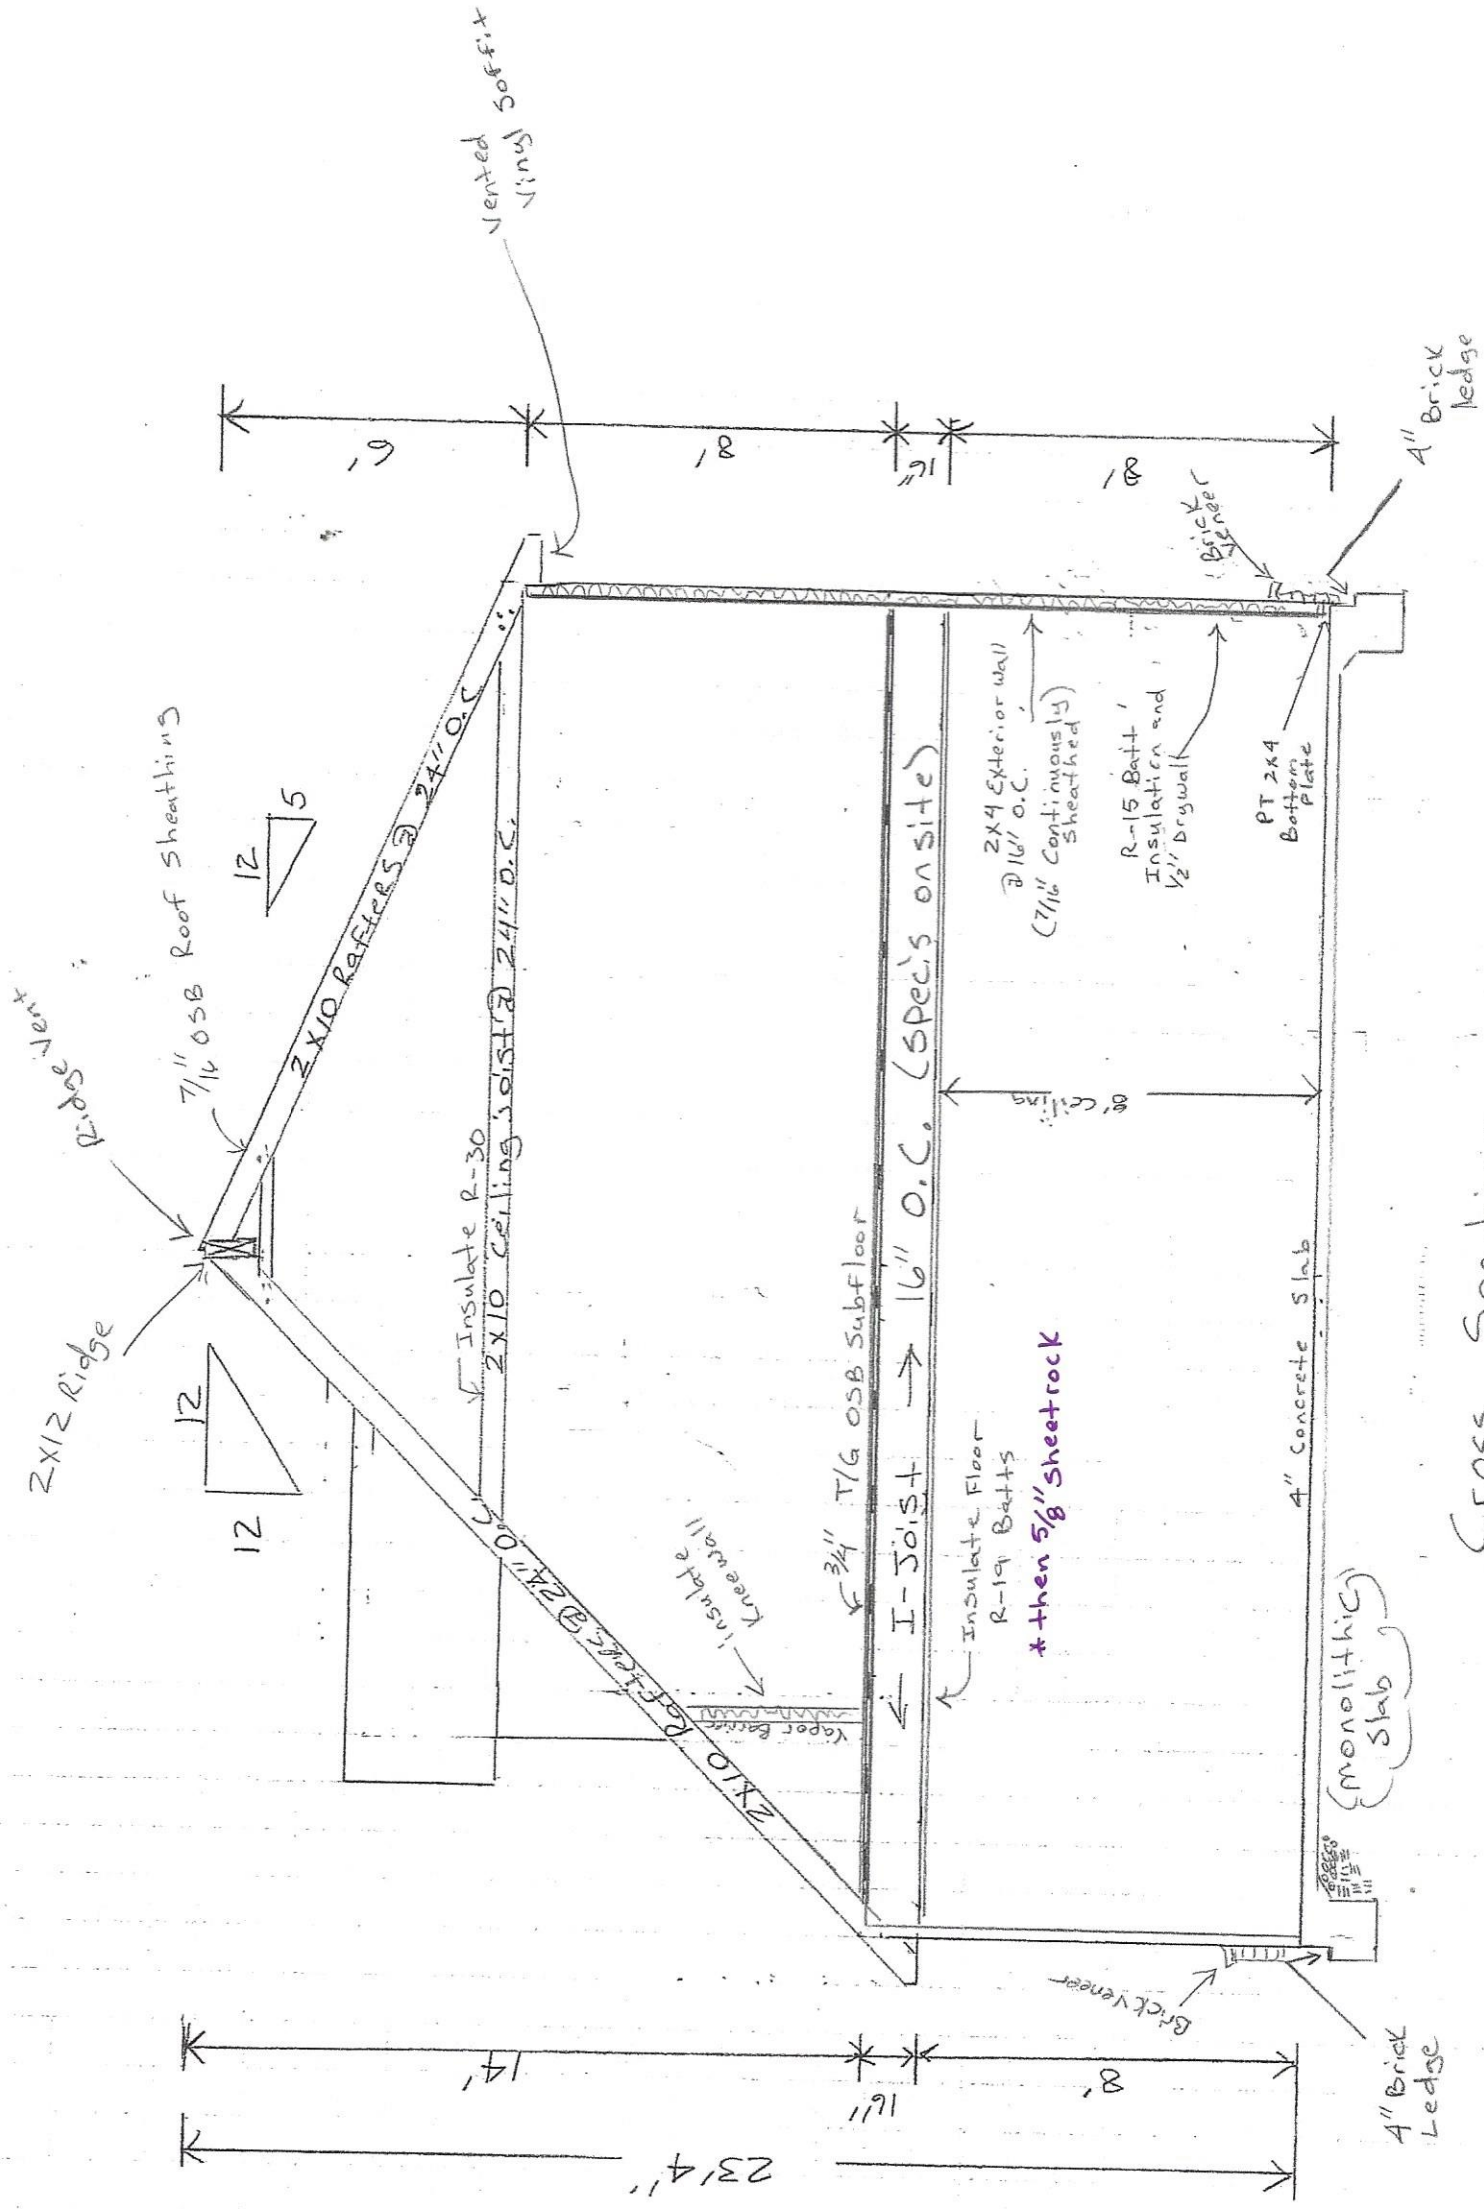 2X12 Ridge
Ridge Vent
7/16" OSB Roof Sheathing
12
12
12
5
2X10 Rafters @ 24" O.C
2X10 Rafters @ 24" O.C.
Insulate R-30
2X10 Ceiling joist @ 24" O.C.
Vented
Vinyl Soffit
Insulate
Kneewall
Vapor Barrier
3/4" T/G OSB Subfloor
I-Joist → 16" O.C. (Spec's onsite)
Insulate Floor
R-19 Batts
* then 5/8" sheetrock
8' Ceiling
2X4 Exterior wall
@ 16" O.C.
(7/16" Continuously
Sheathed)
R-15 Batt
Insulation and
1/2" Drywall
PT 2X4
Bottom
Plate
4" Concrete Slab
(monolithic)
Slab
Brick Veneer
4" Brick
Ledge
Brick
Veneer
4" Brick
ledge
23'4"
14'
16"
8'
6'
8'
16"
8'